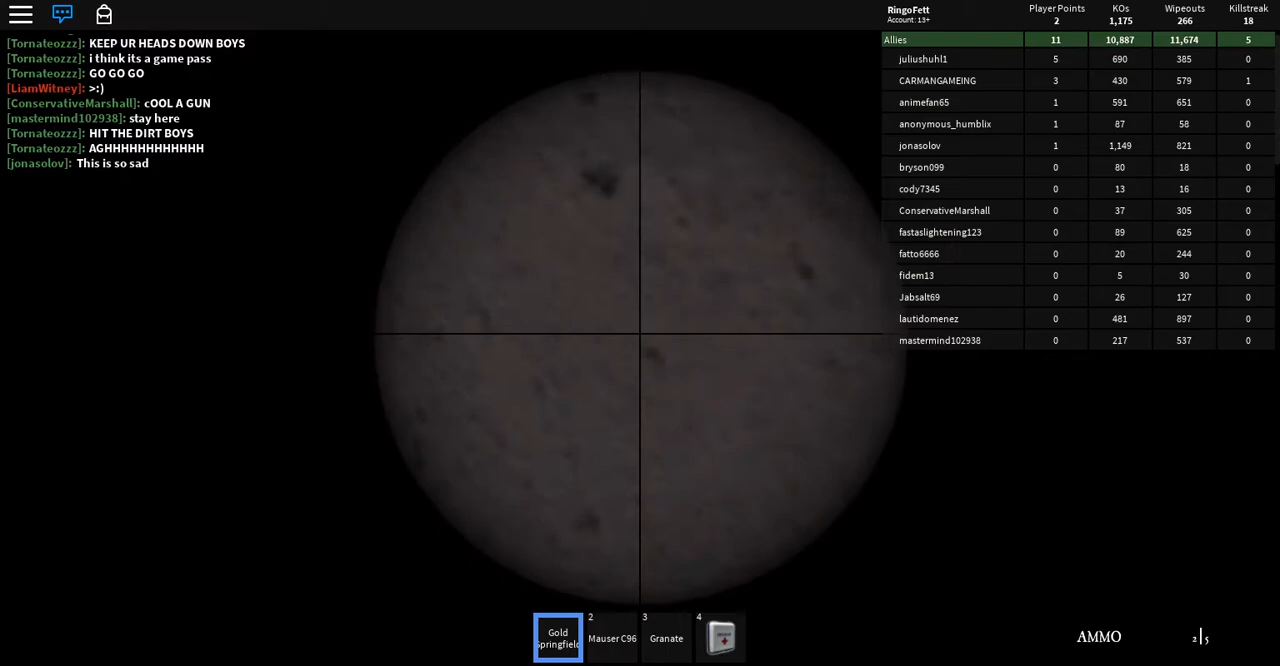 RingoFett
Account: 13+
Player Points KOs Wipeouts Killstreak
2 1,175 266 18
[Tornateozzz]: KEEP UR HEADS DOWN BOYS
[Tornateozzz]: i think its a game pass
[Tornateozzz]: GO GO GO
[LiamWitney]: >:)
[ConservativeMarshall]: cOOL A GUN
[mastermind102938]: stay here
[Tornateozzz]: HIT THE DIRT BOYS
[Tornateozzz]: AGHHHHHHHHHHHH
[jonasolov]: This is so sad
Allies 11 10,887 11,674 5
juliushuhl1 5 690 385 0
CARMANGAMEING 3 430 579 1
animefan65 1 591 651 0
anonymous_humblix 1 87 58 0
jonasolov 1 1,149 821 0
bryson099 0 80 18 0
cody7345 0 13 16 0
ConservativeMarshall 0 37 305 0
fastaslightening123 0 89 625 0
fatto6666 0 20 244 0
fidem13 0 5 30 0
Jabsalt69 0 26 127 0
lautidomenez 0 481 897 0
mastermind102938 0 217 537 0
Gold
Springfield
2
Mauser C96
3
Granate
4
AMMO 2|5